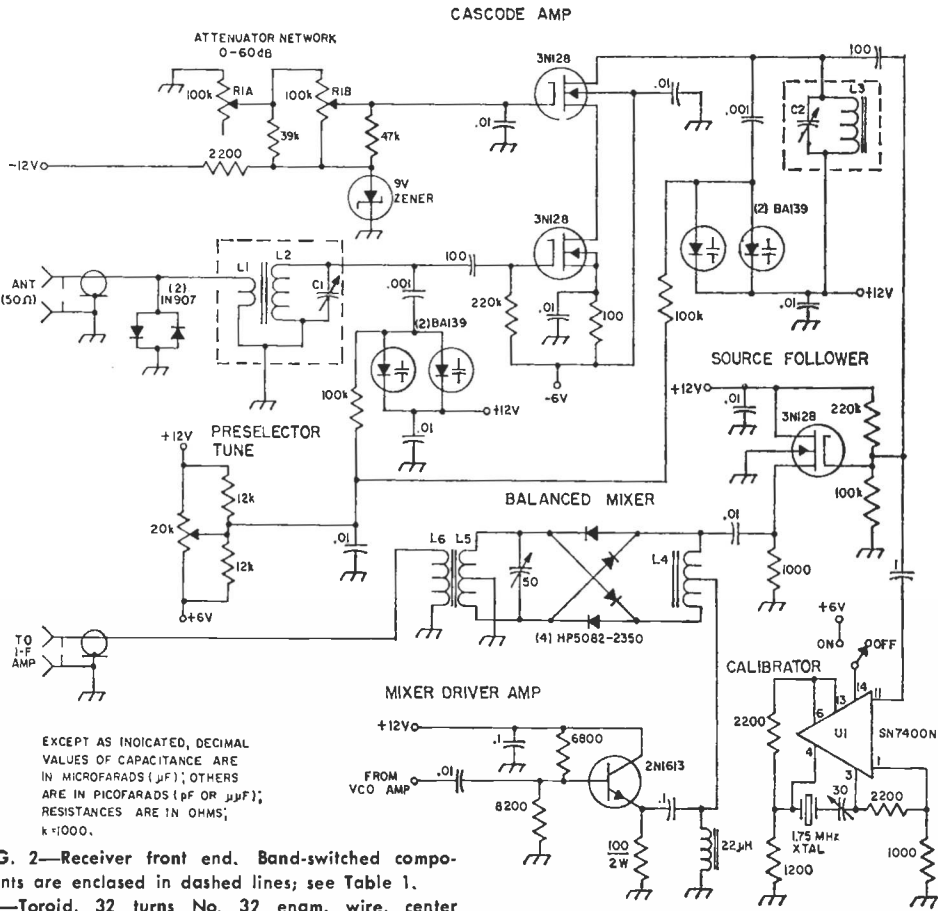 CASCODE AMP
ATTENUATOR NETWORK
0-60dB
3N128
100
100k
R1A
100k
R1B
.01
.01
.001
C2
L3
39k
47k
2200
-12V
9V
ZENER
3N128
(2) BA139
L1
L2
100
ANT
(50Ω)
(2)
IN907
C1
.001
220k
.01
100
100k
.01
+12V
(2)BA139
SOURCE FOLLOWER
-6V
+12V
100k
+12V
.01
.01
3N128
220k
+12V
PRESELECTOR
TUNE
12k
BALANCED MIXER
100k
20k
12k
.01
L6
L5
50
L4
.01
.1
1000
+6V
(4) HP5082-2350
+6V
ON
OFF
TO
I-F
AMP
CALIBRATOR
14
13
11
MIXER DRIVER AMP
2200
6
U1
SN7400N
+12V
.1
6800
4
3
1
EXCEPT AS INDICATED, DECIMAL
VALUES OF CAPACITANCE ARE
IN MICROFARADS (µF); OTHERS
ARE IN PICOFARADS (pF OR µµF);
RESISTANCES ARE IN OHMS;
k=1000.
FROM
VCO AMP
.01
2N1613
.1
30
2200
8200
1.75 MHz
XTAL
100
2W
22µH
1200
1000
G. 2—Receiver front end. Band-switched compo-
nts are enclosed in dashed lines; see Table 1.
—Toroid, 32 turns No. 32 enam. wire, center